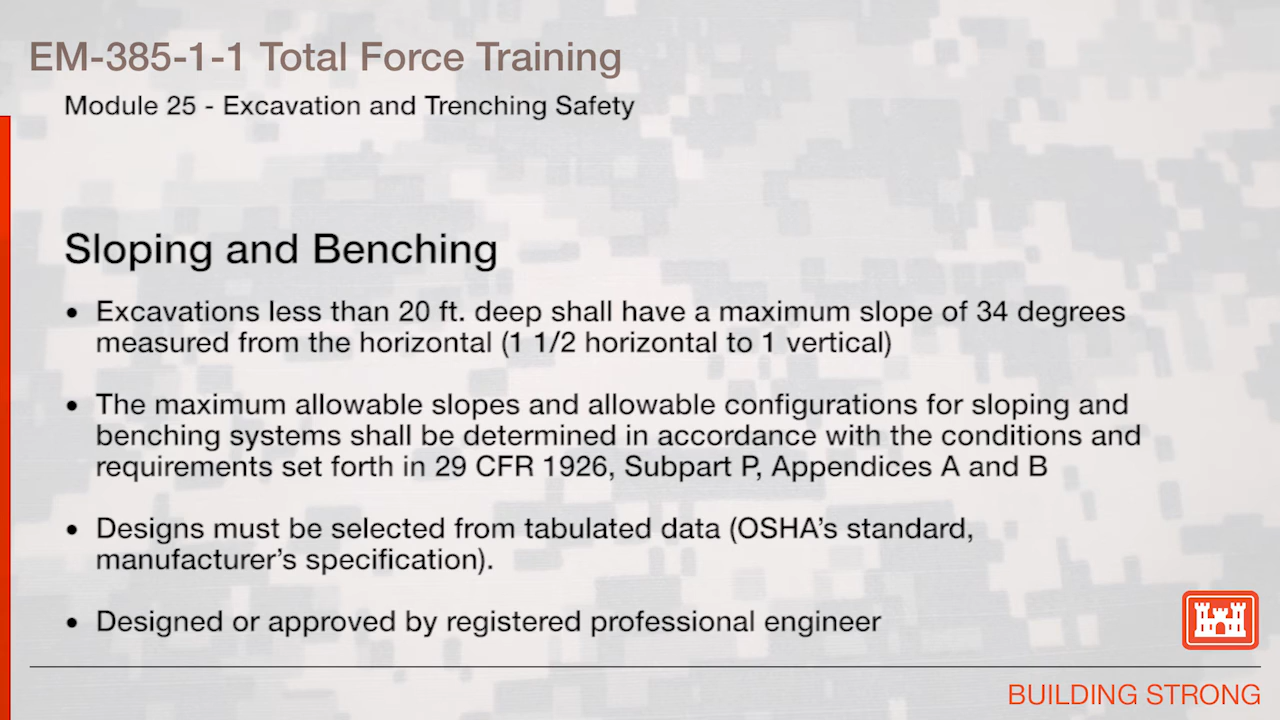 EM-385-1-1 Total Force Training
Module 25 - Excavation and Trenching Safety
Sloping and Benching
• Excavations less than 20 ft. deep shall have a maximum slope of 34 degrees
measured from the horizontal (1 1/2 horizontal to 1 vertical)
• The maximum allowable slopes and allowable configurations for sloping and
benching systems shall be determined in accordance with the conditions and
requirements set forth in 29 CFR 1926, Subpart P, Appendices A and B
• Designs must be selected from tabulated data (OSHA’s standard,
manufacturer’s specification).
• Designed or approved by registered professional engineer
BUILDING STRONG